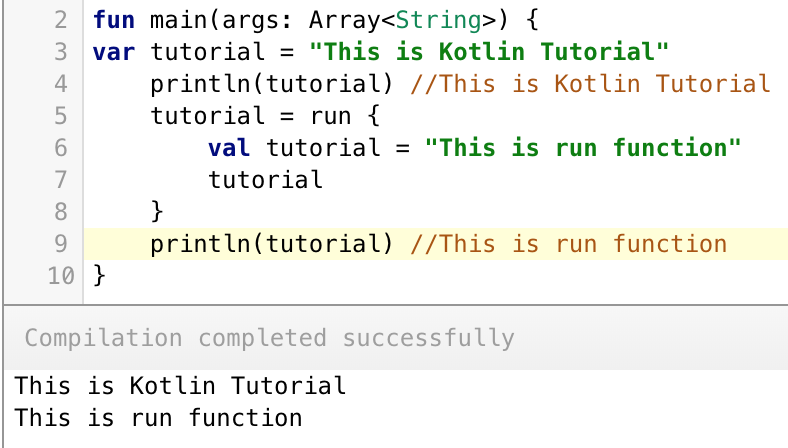 2 fun main(args: Array<String>) {
3 var tutorial = "This is Kotlin Tutorial"
4     println(tutorial) //This is Kotlin Tutorial
5     tutorial = run {
6         val tutorial = "This is run function"
7         tutorial
8     }
9     println(tutorial) //This is run function
10 }
Compilation completed successfully
This is Kotlin Tutorial
This is run function